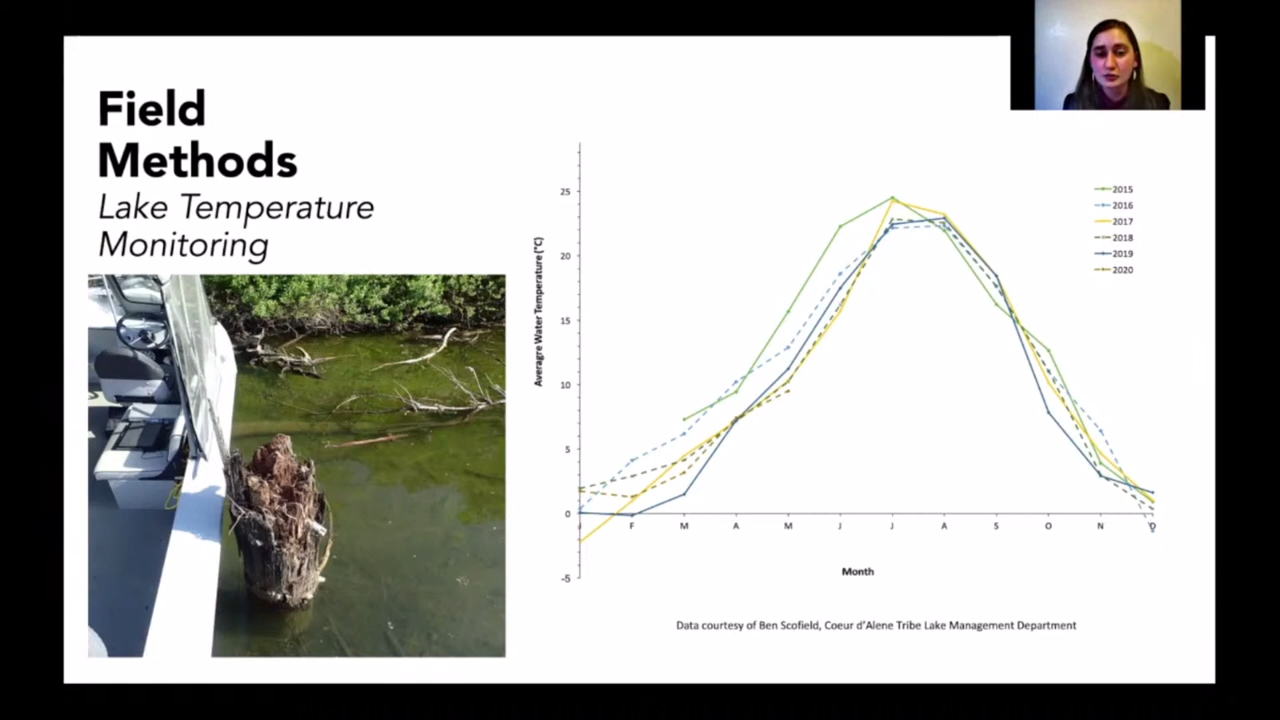 Field
Methods
Lake Temperature
Monitoring
Averagre Water Temperature (°C)
25
20
15
10
5
0
-5
J F M A M J J A S O N D
Month
2015
2016
2017
2018
2019
2020
Data courtesy of Ben Scofield, Coeur d'Alene Tribe Lake Management Department